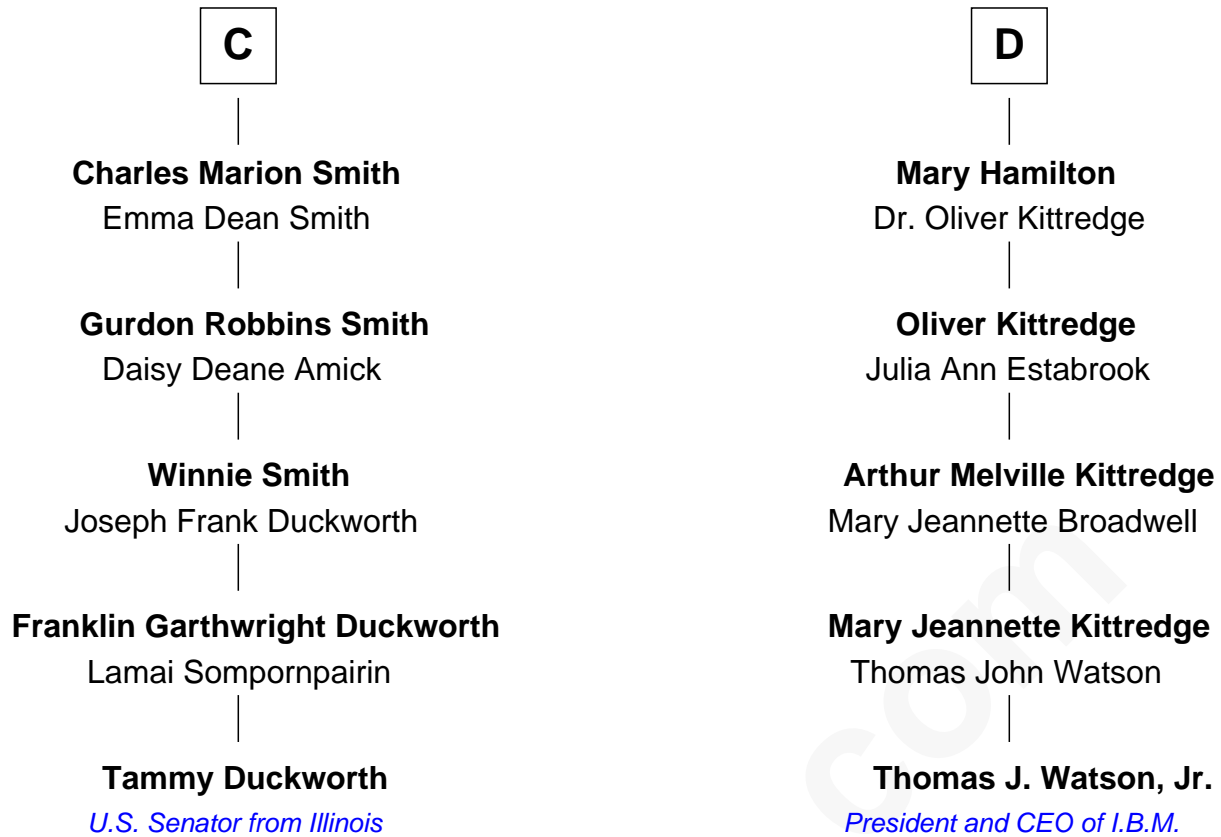 C
Charles Marion Smith
Emma Dean Smith
Gurdon Robbins Smith
Daisy Deane Amick
Winnie Smith
Joseph Frank Duckworth
Franklin Garthwright Duckworth
Lamai Sompornpairin
Tammy Duckworth
U.S. Senator from Illinois
D
Mary Hamilton
Dr. Oliver Kittredge
Oliver Kittredge
Julia Ann Estabrook
Arthur Melville Kittredge
Mary Jeannette Broadwell
Mary Jeannette Kittredge
Thomas John Watson
Thomas J. Watson, Jr.
President and CEO of I.B.M.
com